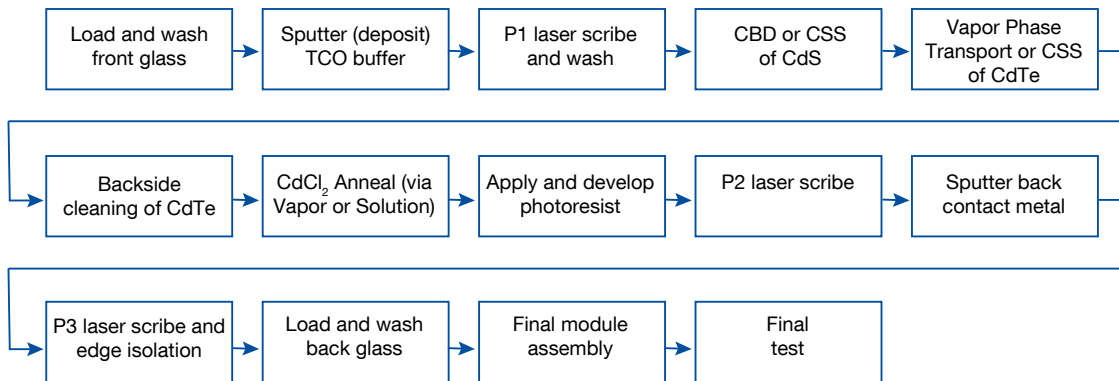 Load and wash
front glass
Sputter (deposit)
TCO buffer
P1 laser scribe
and wash
CBD or CSS
of CdS
Vapor Phase
Transport or CSS
of CdTe
Backside
cleaning of CdTe
CdCl₂ Anneal (via
Vapor or Solution)
Apply and develop
photoresist
P2 laser scribe
Sputter back
contact metal
P3 laser scribe and
edge isolation
Load and wash
back glass
Final module
assembly
Final
test